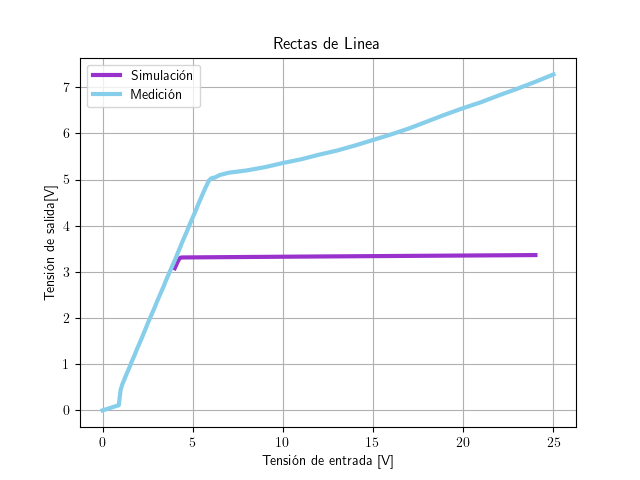 Rectas de Linea
Simulación
Medición
7
6
5
4
3
2
1
0
Tensión de salida[V]
0 5 10 15 20 25
Tensión de entrada [V]